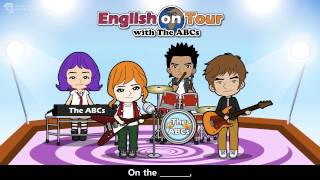 English on Tour
with The ABCs
The ABCs
The
ABCs
On the ______,